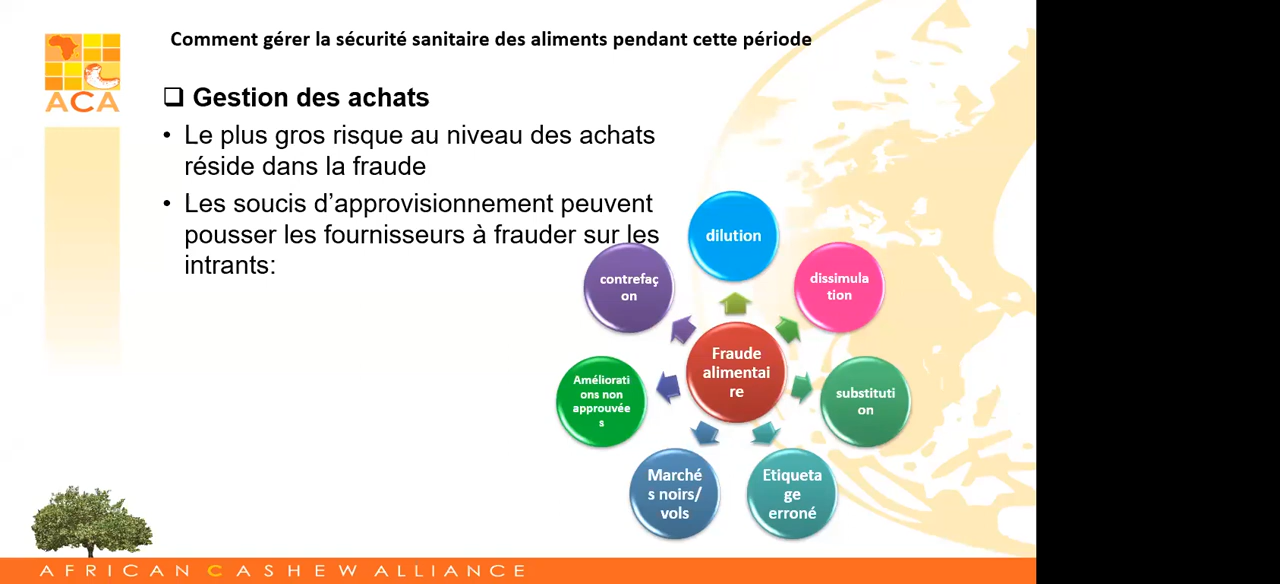 Comment gérer la sécurité sanitaire des aliments pendant cette période
ACA
Gestion des achats
• Le plus gros risque au niveau des achats
réside dans la fraude
• Les soucis d’approvisionnement peuvent
pousser les fournisseurs à frauder sur les
intrants:
dilution
dissimula
tion
substituti
on
Etiqueta
ge
erroné
Marché
s noirs/
vols
Améliorati
ons non
approuvée
s
contrefaç
on
Fraude
alimentai
re
AFRICAN CASHEW ALLIANCE